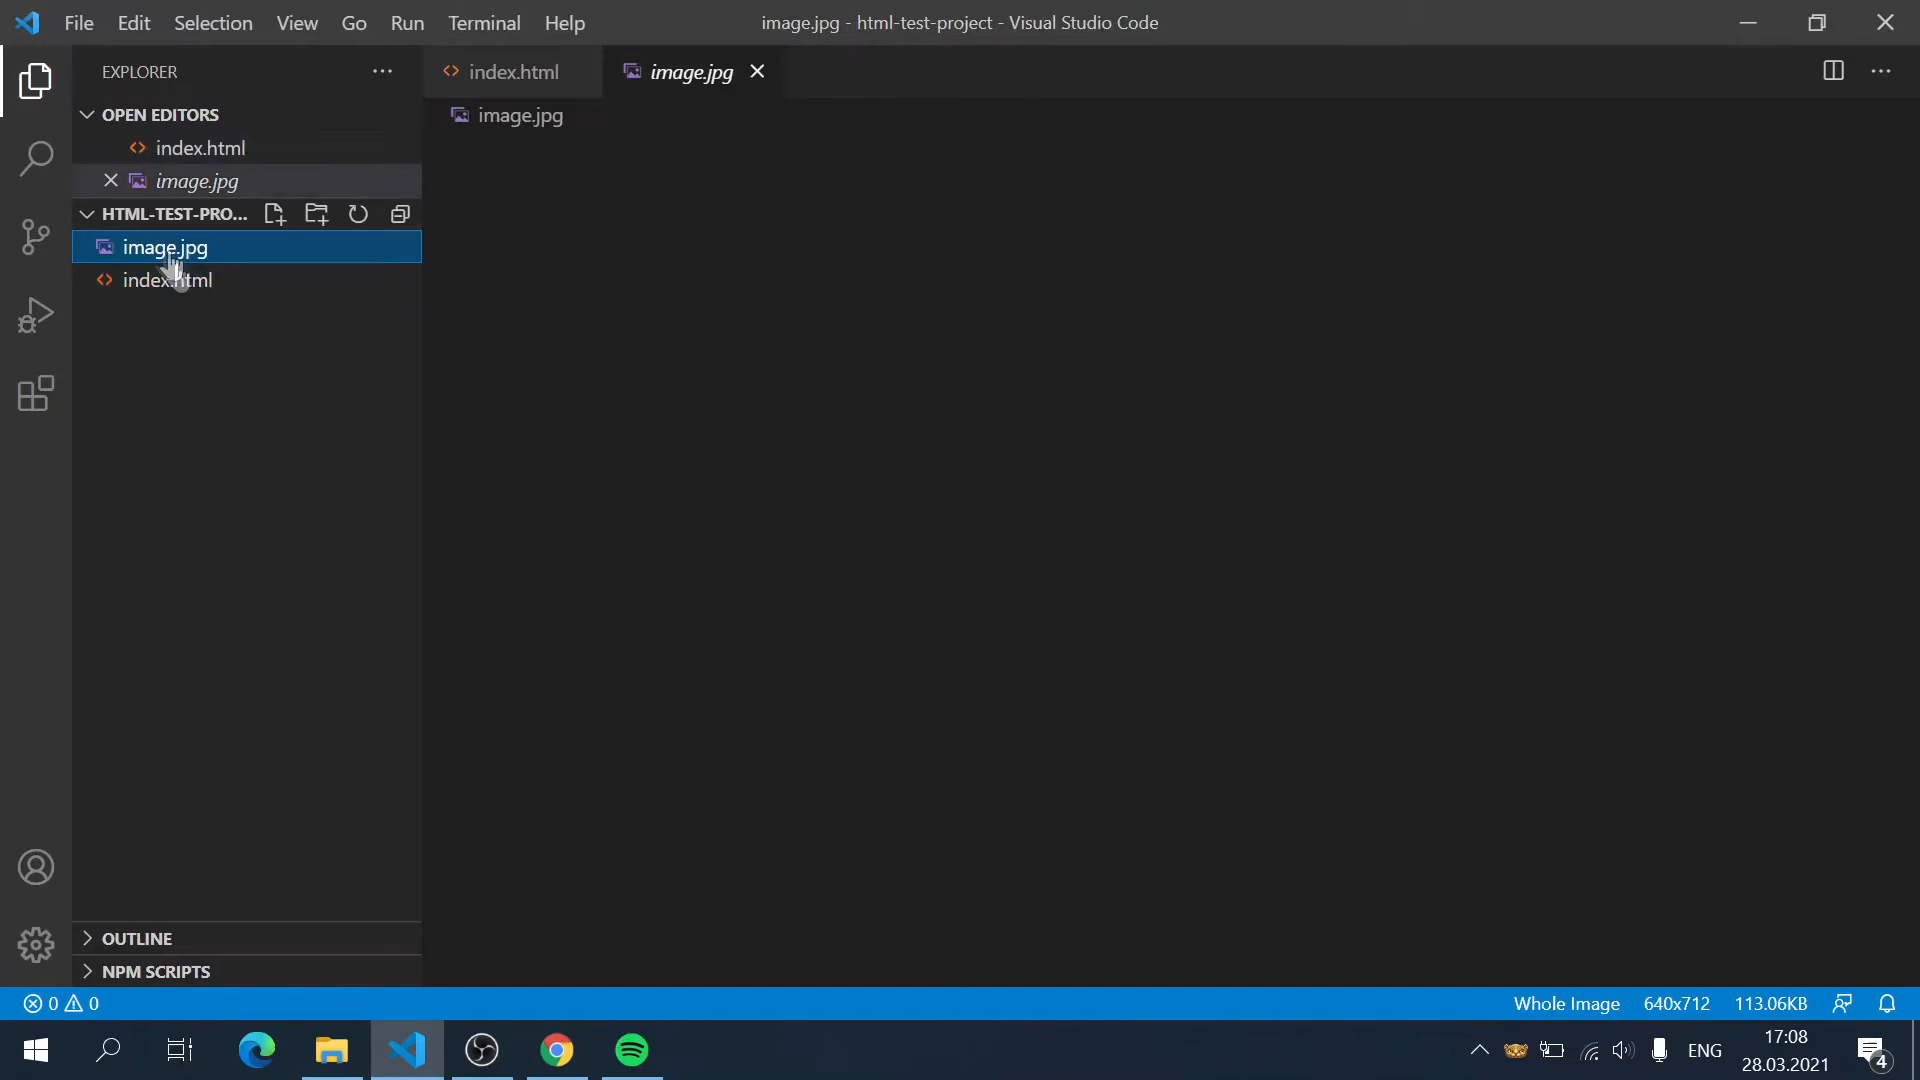 File Edit Selection View Go Run Terminal Help
image.jpg - html-test-project - Visual Studio Code
EXPLORER
OPEN EDITORS
index.html
image.jpg
HTML-TEST-PRO...
image.jpg
index.html
OUTLINE
NPM SCRIPTS
index.html
image.jpg
image.jpg
0 0
Whole Image 640x712 113.06KB
ENG
17:08
28.03.2021
4